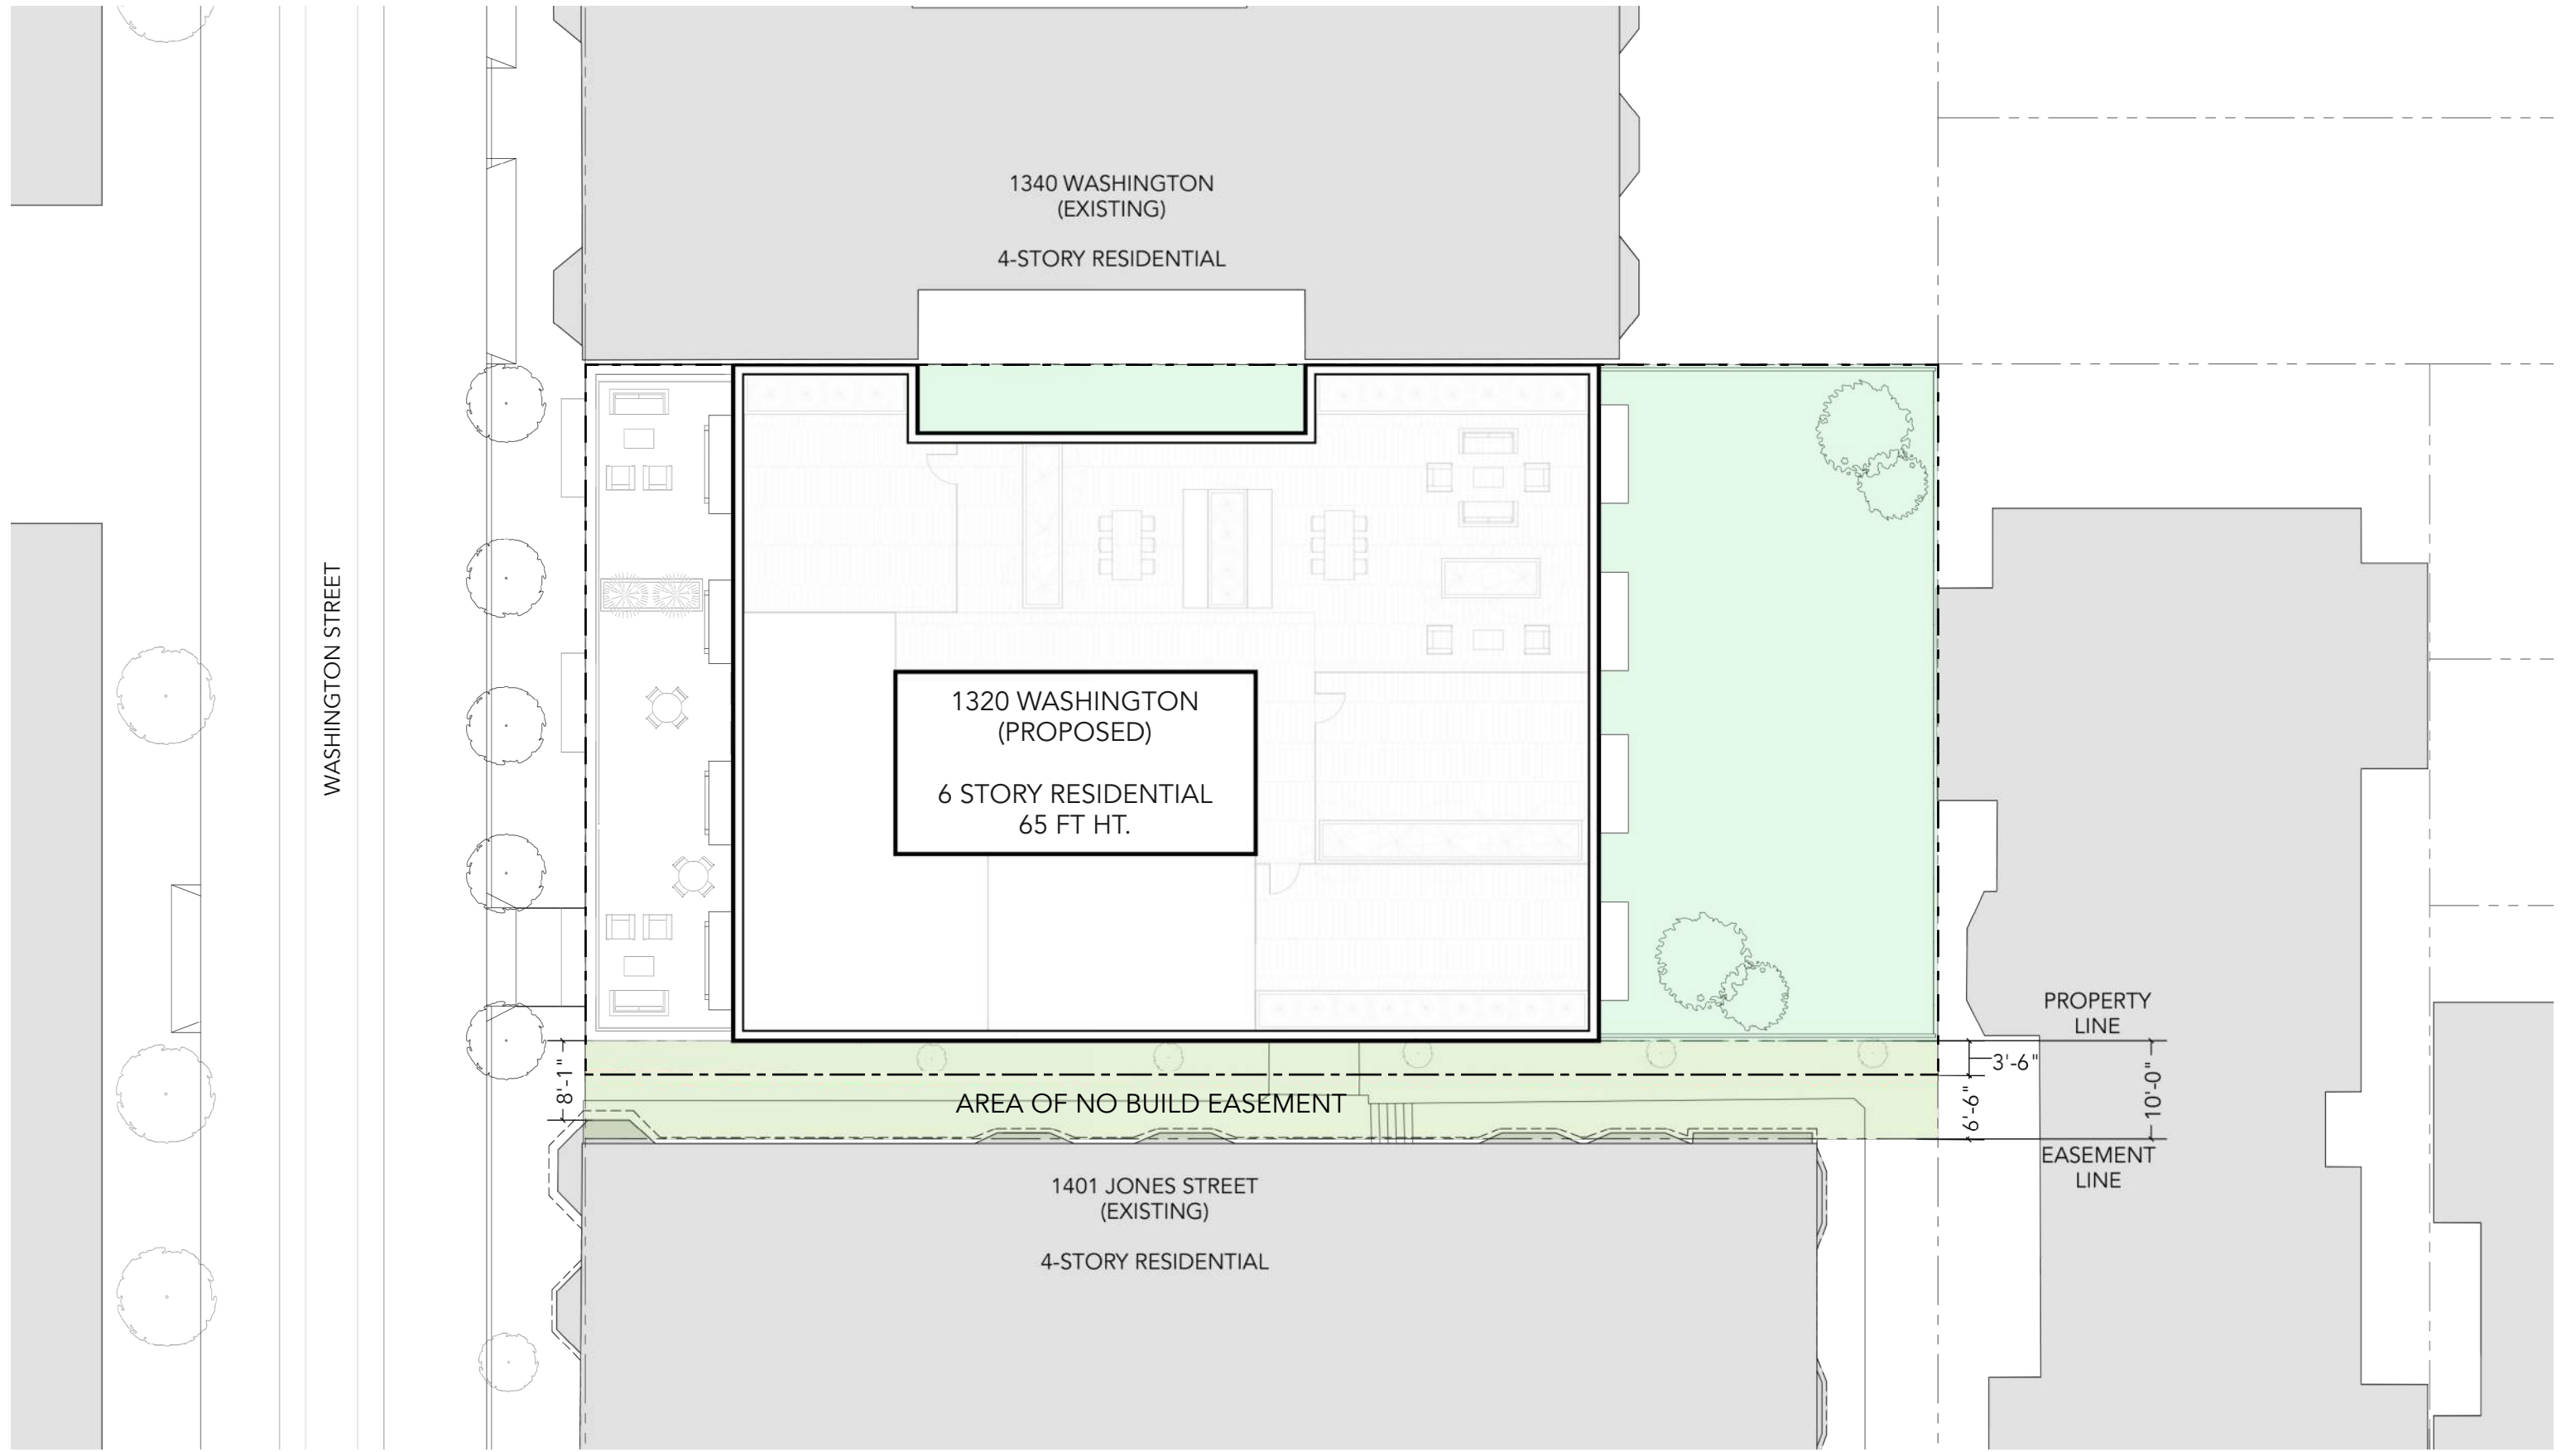 1340 WASHINGTON
(EXISTING)
4-STORY RESIDENTIAL
WASHINGTON STREET
1320 WASHINGTON
(PROPOSED)
6 STORY RESIDENTIAL
65 FT HT.
PROPERTY
LINE
8'-1"
3'-6"
6'-6"
10'-0"
AREA OF NO BUILD EASEMENT
EASEMENT
LINE
1401 JONES STREET
(EXISTING)
4-STORY RESIDENTIAL